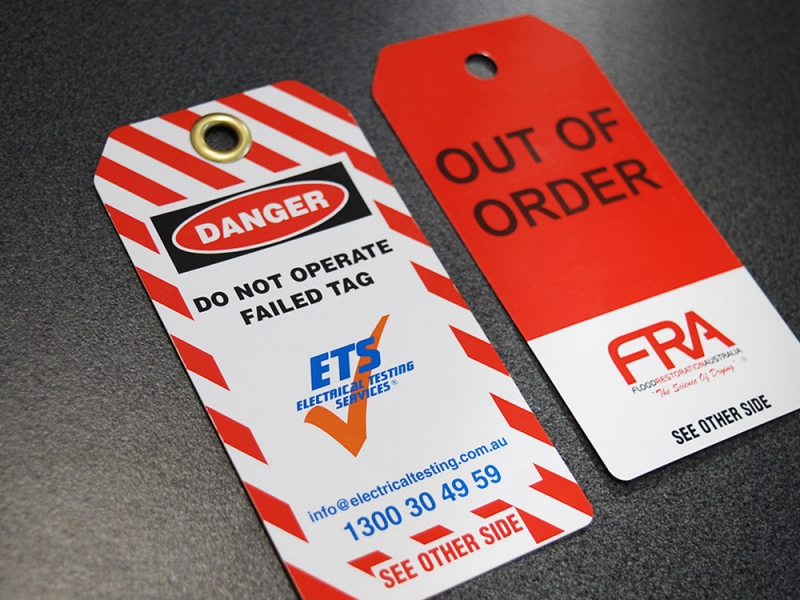 DANGER
DO NOT OPERATE
FAILED TAG
ETS
ELECTRICAL TESTING
SERVICES®
info@electricaltesting.com.au
1300 30 49 59
SEE OTHER SIDE
OUT OF
ORDER
FRA
FLOODRESTORATIONAUSTRALIA
"The Science Of Drying" ®
SEE OTHER SIDE